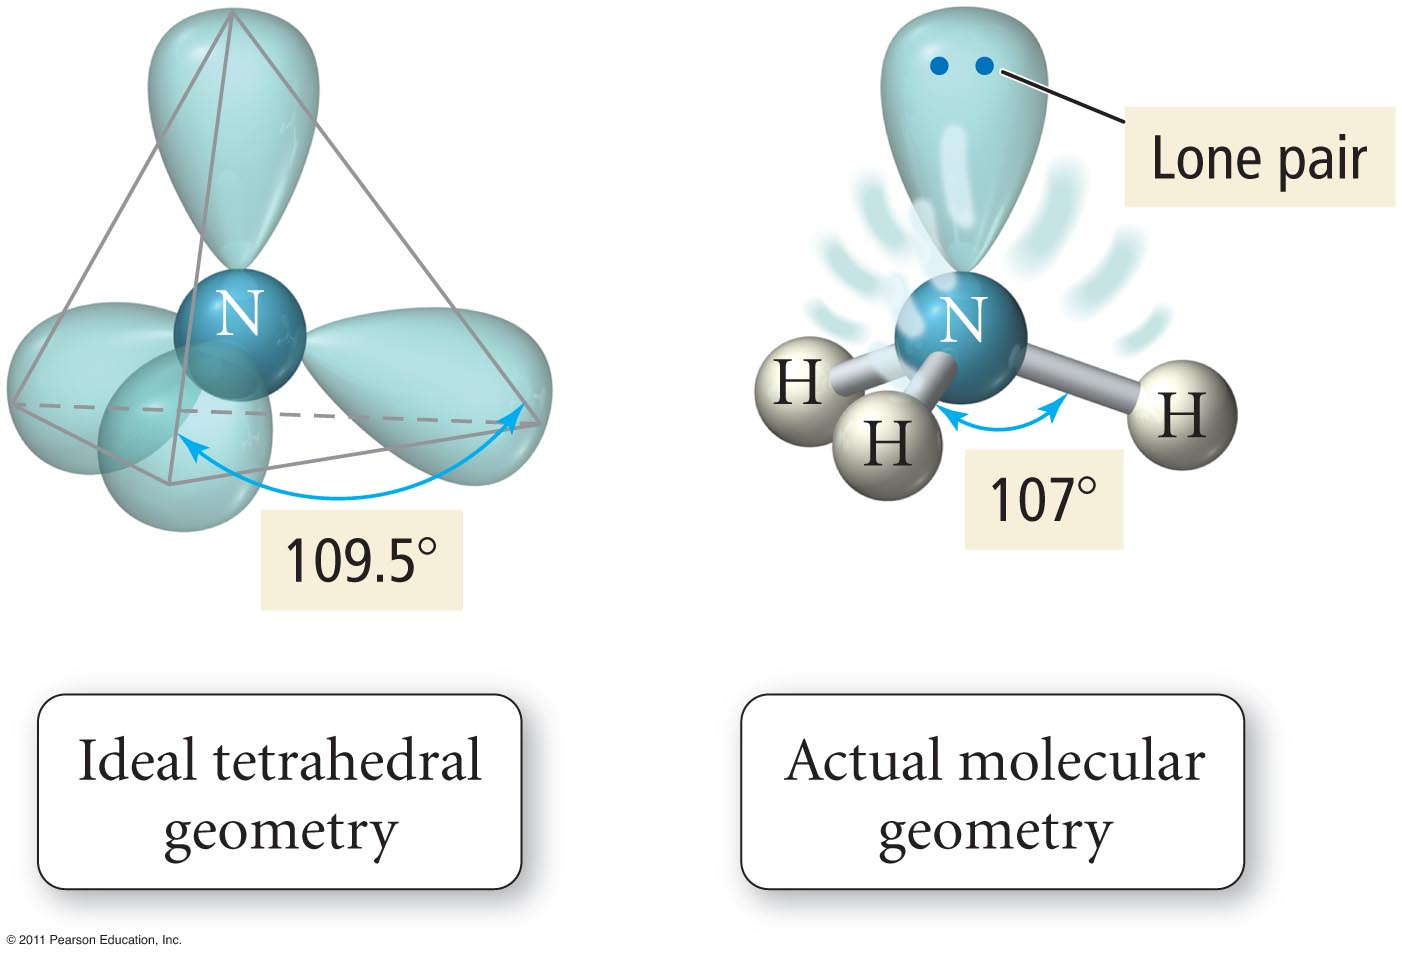 N
109.5°
Ideal tetrahedral
geometry
Lone pair
N
H
H
H
107°
Actual molecular
geometry
© 2011 Pearson Education, Inc.